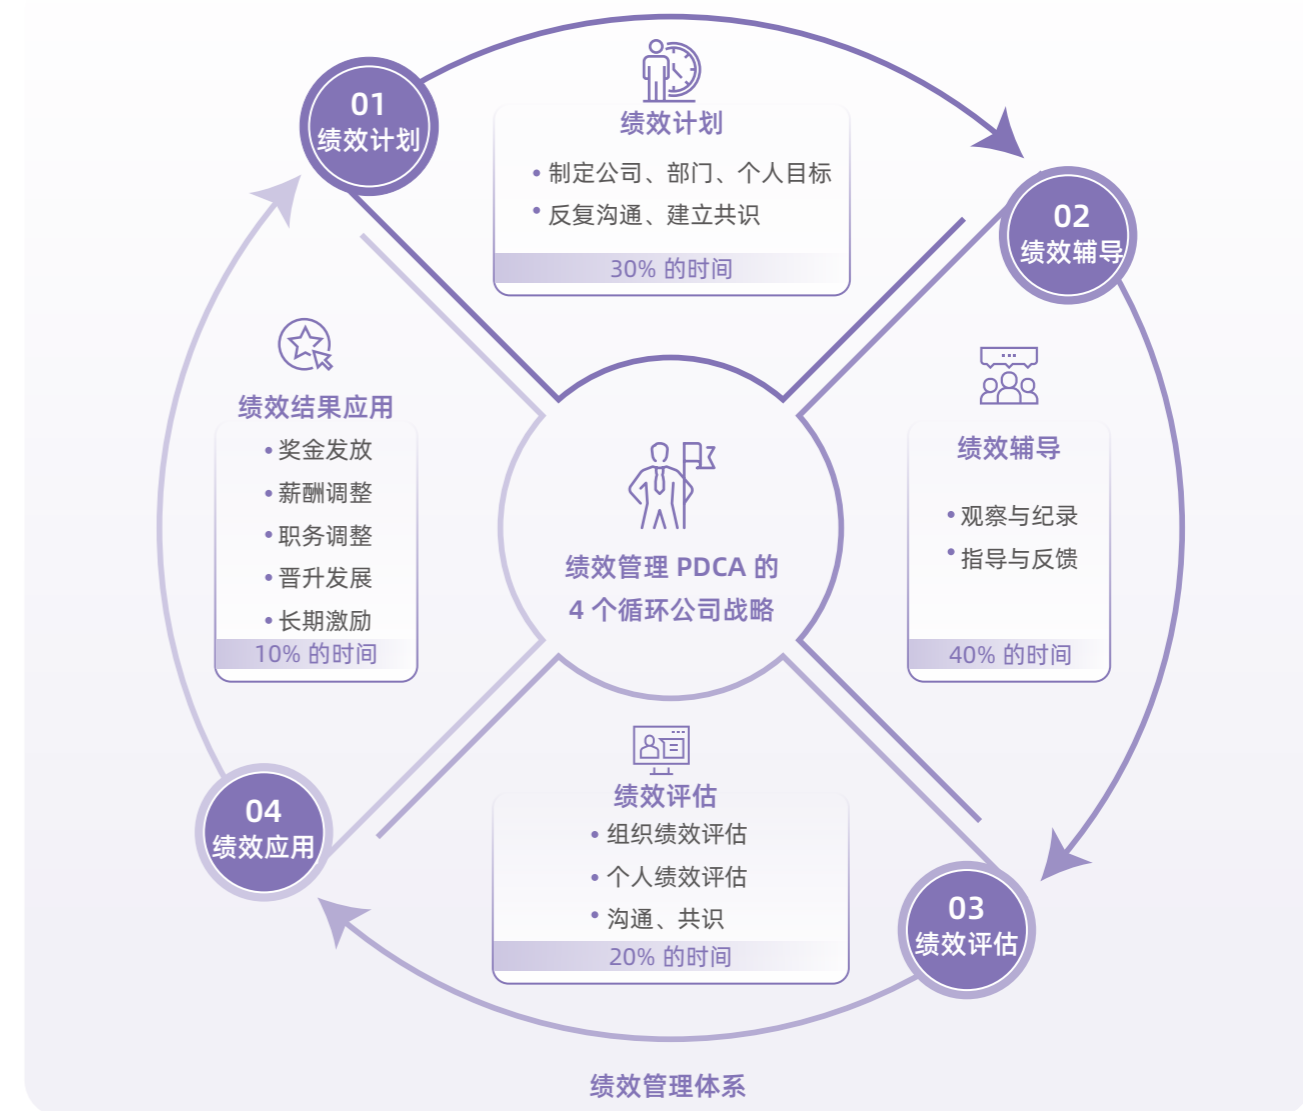 01
绩效计划
绩效计划
制定公司、部门、个人目标
反复沟通、建立共识
30% 的时间
02
绩效辅导
绩效辅导
观察与纪录
指导与反馈
40% 的时间
绩效结果应用
奖金发放
薪酬调整
职务调整
晋升发展
长期激励
10% 的时间
绩效管理 PDCA 的
4 个循环公司战略
绩效评估
组织绩效评估
个人绩效评估
沟通、共识
20% 的时间
04
绩效应用
03
绩效评估
绩效管理体系